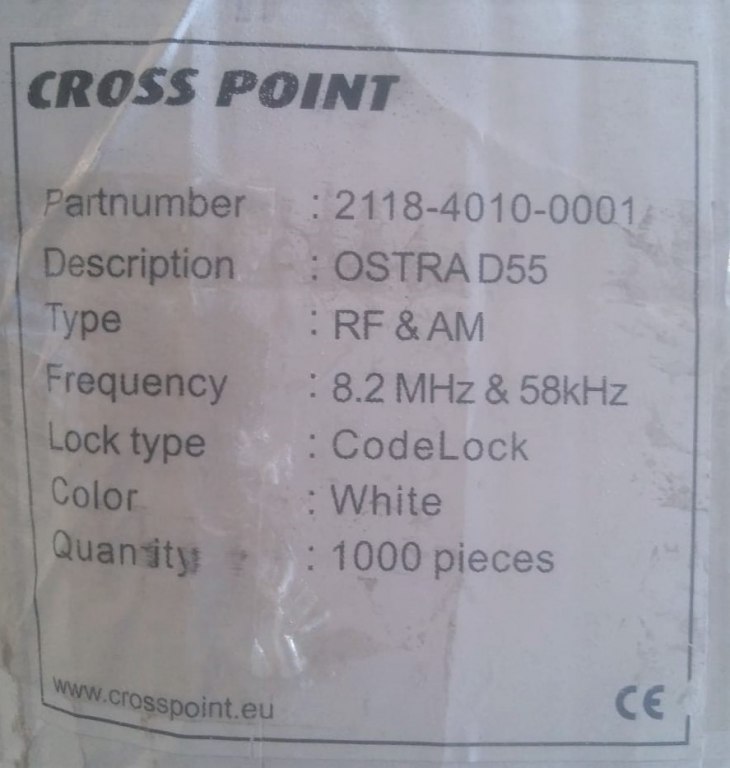 CROSS POINT
Partnumber : 2118-4010-0001
Description : OSTRA D55
Type : RF & AM
Frequency : 8.2 MHz & 58kHz
Lock type : CodeLock
Color : White
Quantity : 1000 pieces
www.crosspoint.eu CE